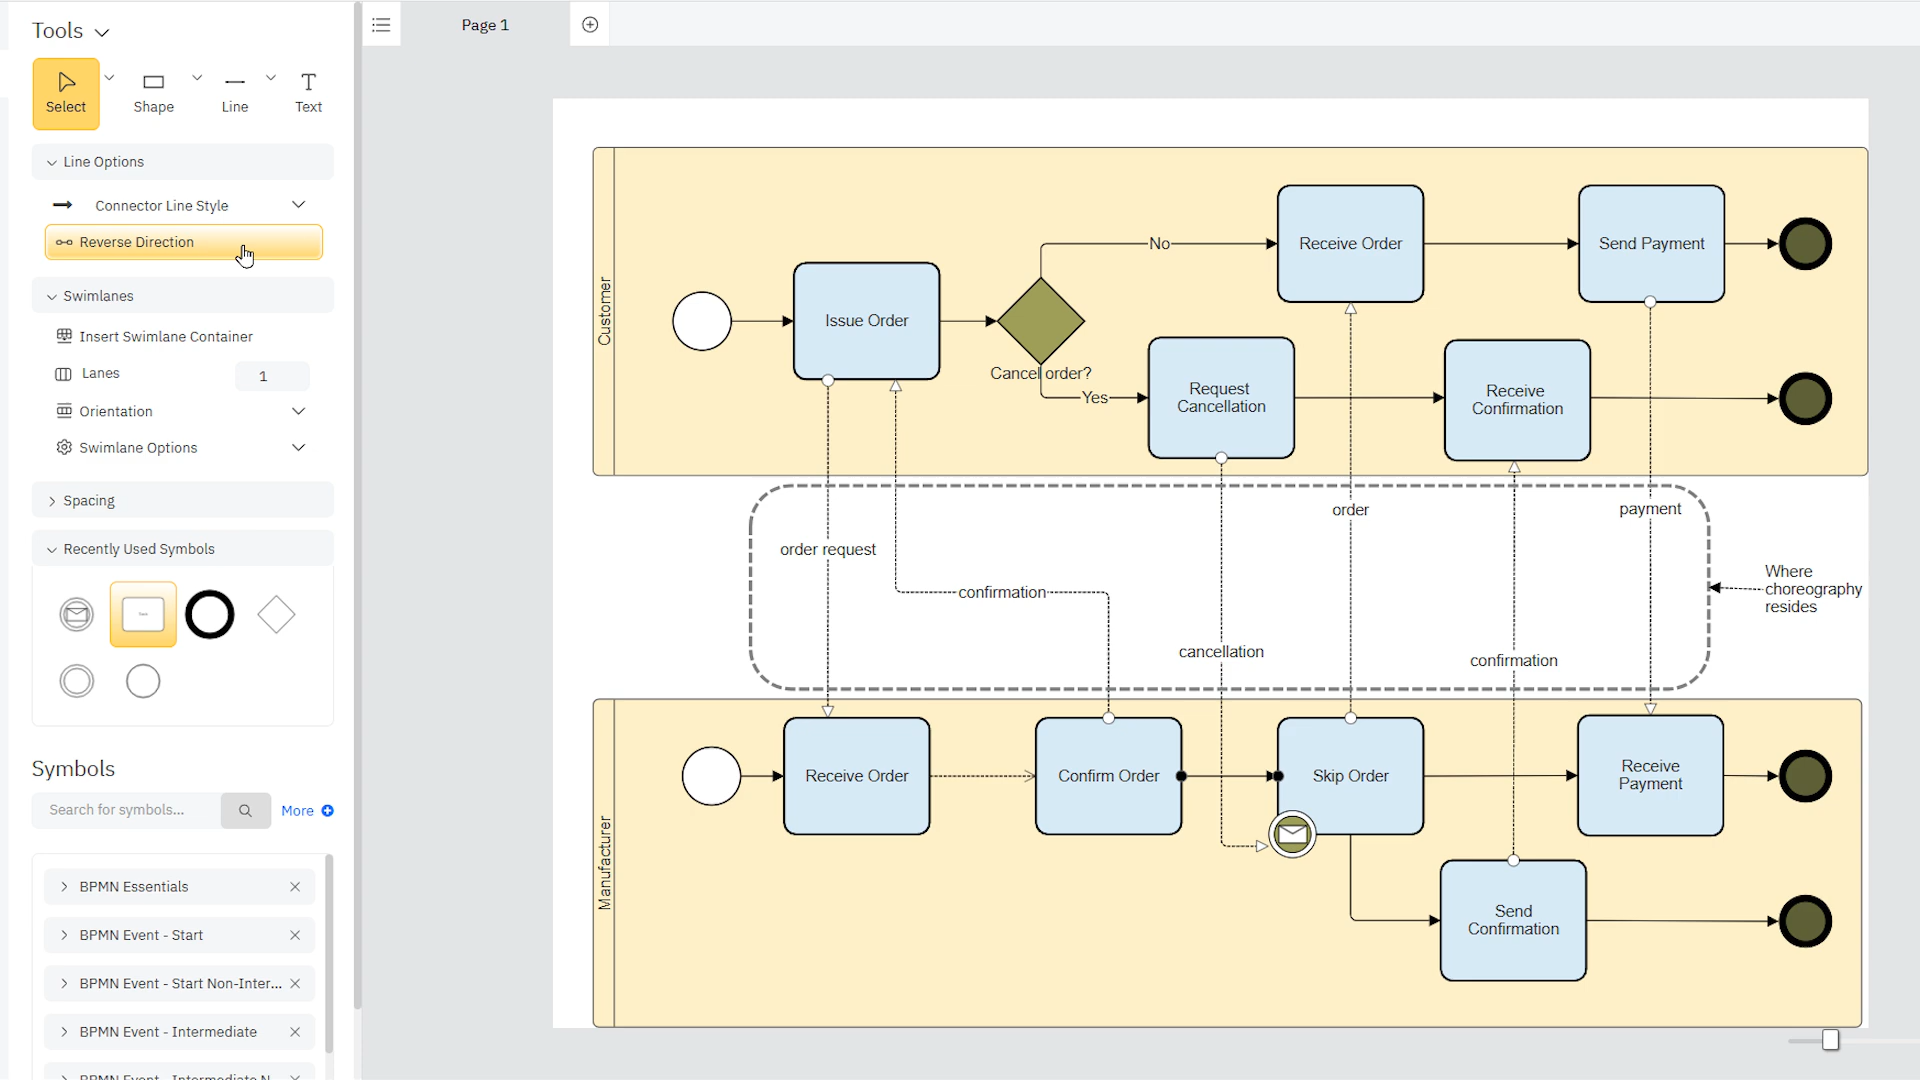 Tools
Select
Shape
Line
Text
Line Options
Connector Line Style
Reverse Direction
Swimlanes
Insert Swimlane Container
Lanes
1
Orientation
Swimlane Options
Spacing
Recently Used Symbols
Symbols
Search for symbols...
More
BPMN Essentials
BPMN Event - Start
BPMN Event - Start Non-Inter...
BPMN Event - Intermediate
BPMN Event - Intermediate N
Page 1
Customer
Issue Order
Cancel order?
No
Yes
Receive Order
Send Payment
Request
Cancellation
Receive
Confirmation
order request
confirmation
cancellation
order
confirmation
payment
Where
choreography
resides
Manufacturer
Receive Order
Confirm Order
Skip Order
Receive
Payment
Send
Confirmation